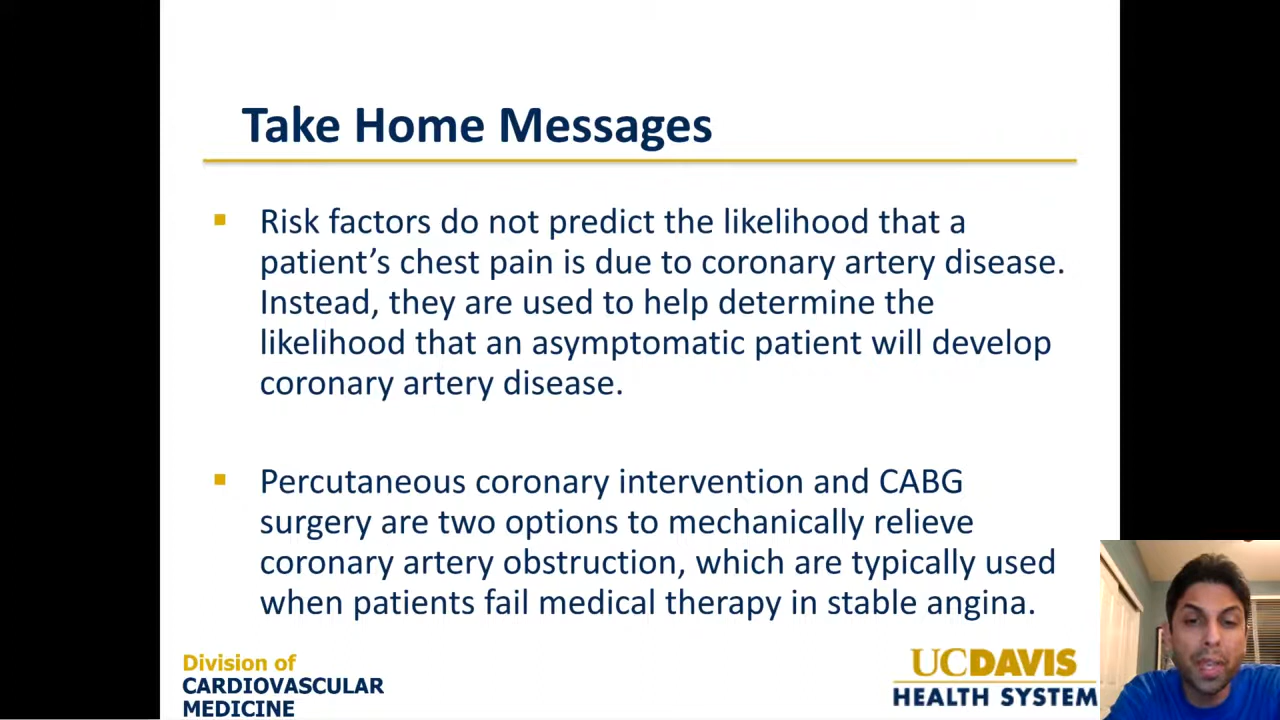 Take Home Messages
Risk factors do not predict the likelihood that a
patient’s chest pain is due to coronary artery disease.
Instead, they are used to help determine the
likelihood that an asymptomatic patient will develop
coronary artery disease.
Percutaneous coronary intervention and CABG
surgery are two options to mechanically relieve
coronary artery obstruction, which are typically used
when patients fail medical therapy in stable angina.
Division of
CARDIOVASCULAR
MEDICINE
UCDAVIS
HEALTH SYSTEM